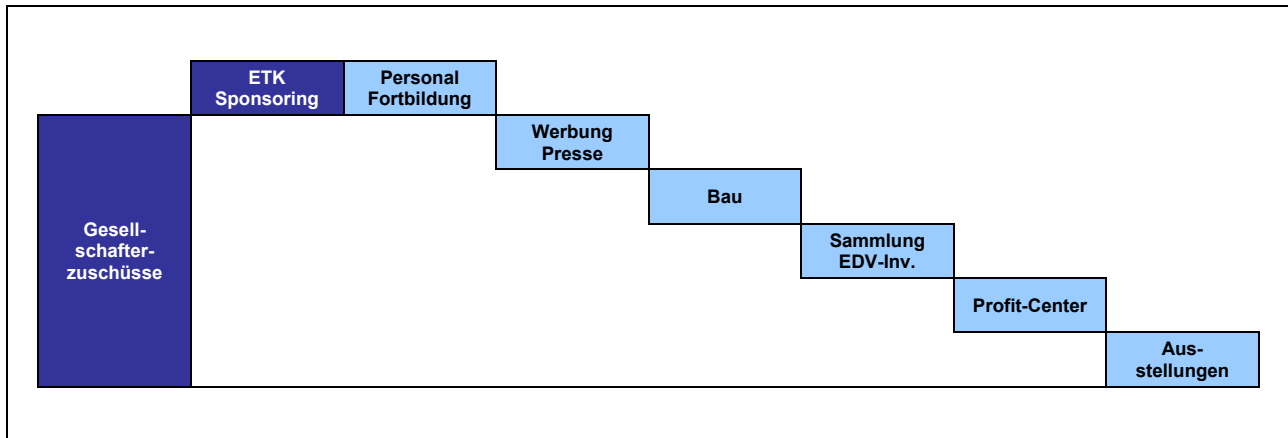 ETK
Sponsoring
Personal
Fortbildung
Werbung
Presse
Bau
Gesell-
schafter-
zuschüsse
Sammlung
EDV-Inv.
Profit-Center
Aus-
stellungen